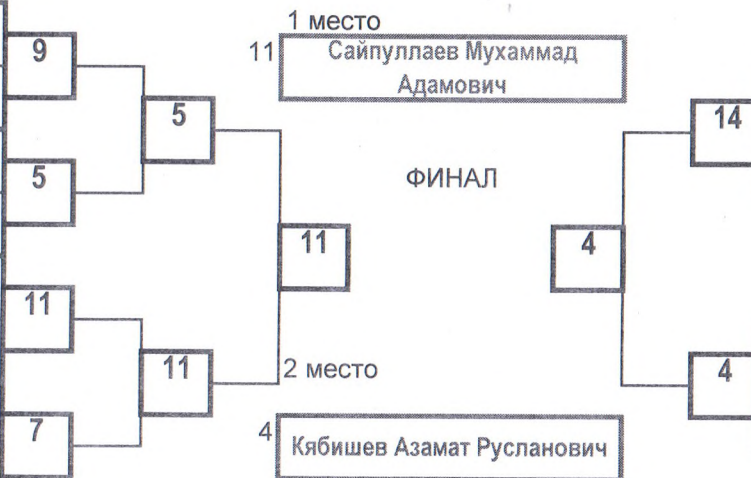 1 место
11
Сайпуллаев Мухаммад
Адамович
9
5
14
5
ФИНАЛ
11
4
11
11
2 место
4
7
4
Кябишев Азамат Русланович